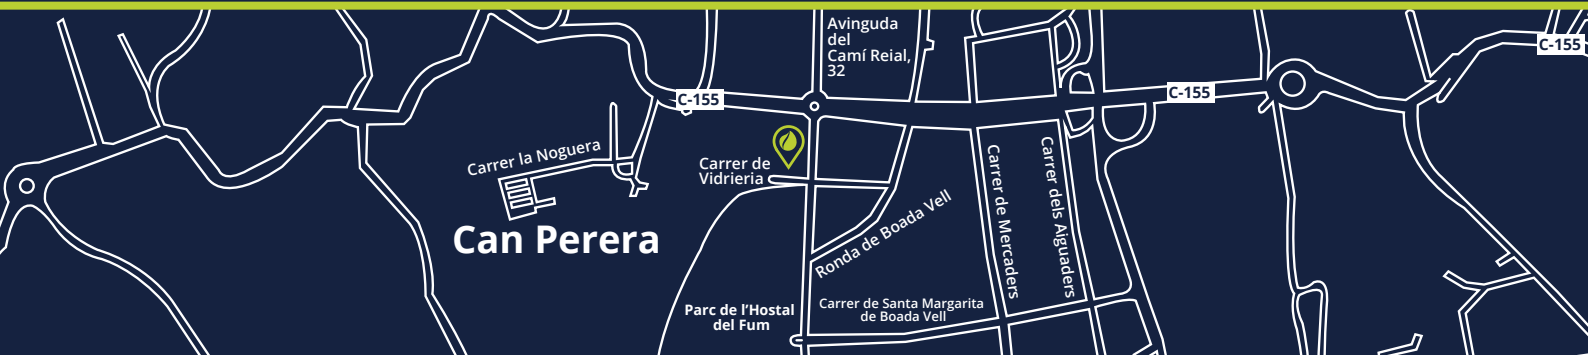 Avinguda
del
Camí Reial,
32
C-155
C-155
C-155
Carrer la Noguera
Carrer de
Vidrieria
Can Perera
Ronda de Boada Vell
Carrer de Mercaders
Carrer dels Aiguaders
Parc de l’Hostal
del Fum
Carrer de Santa Margarita
de Boada Vell